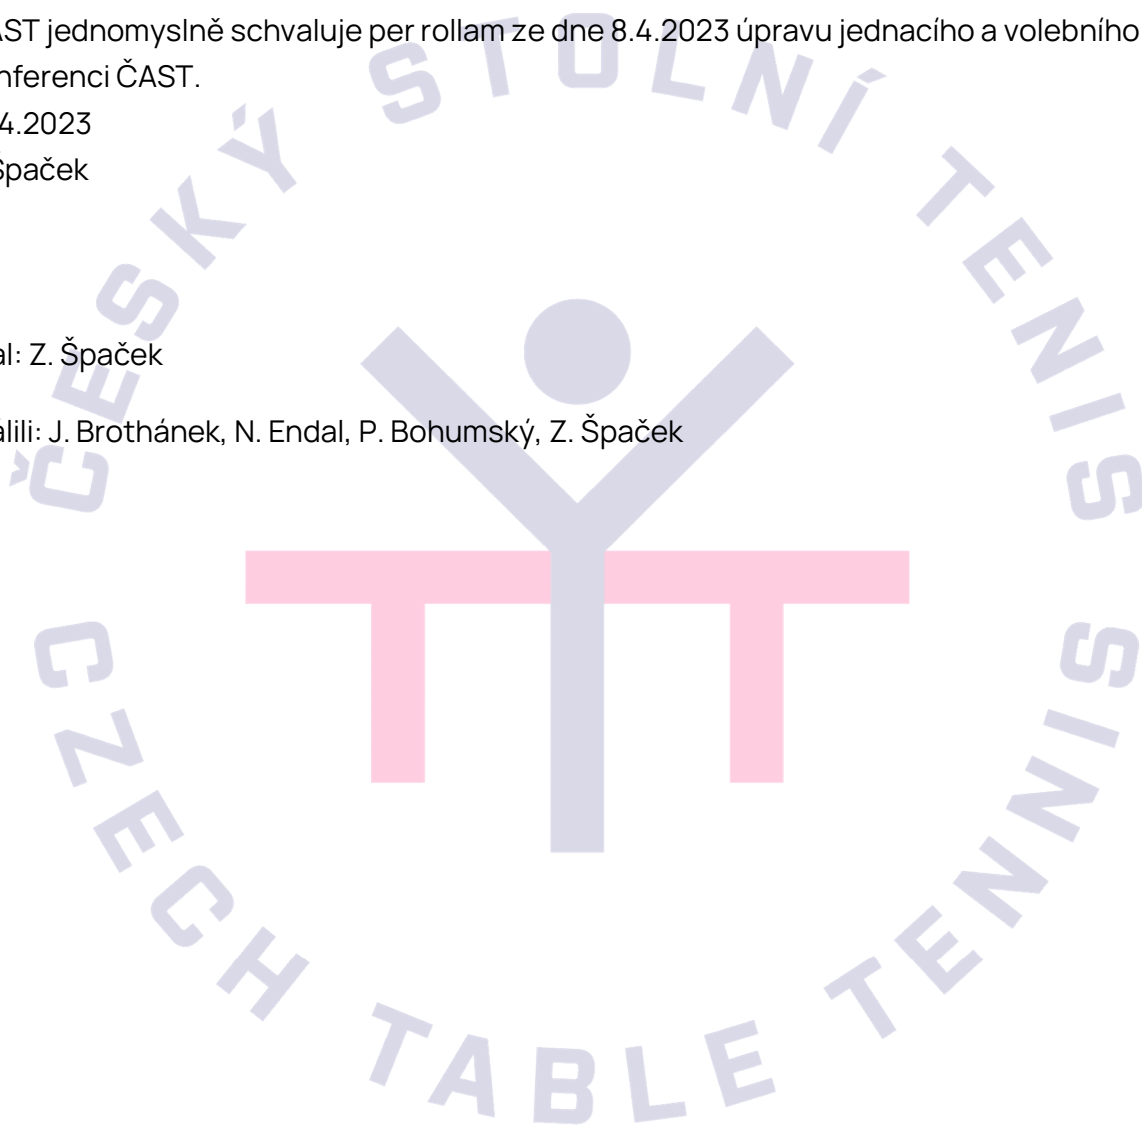 AST jednomyslně schvaluje per rollam ze dne 8.4.2023 úpravu jednacího a volebního
nferenci ČAST.
4.2023
Špaček
al: Z. Špaček
álili: J. Brothánek, N. Endal, P. Bohumský, Z. Špaček
ČESKÝ STOLNÍ TENIS
CZECH TABLE TENNIS